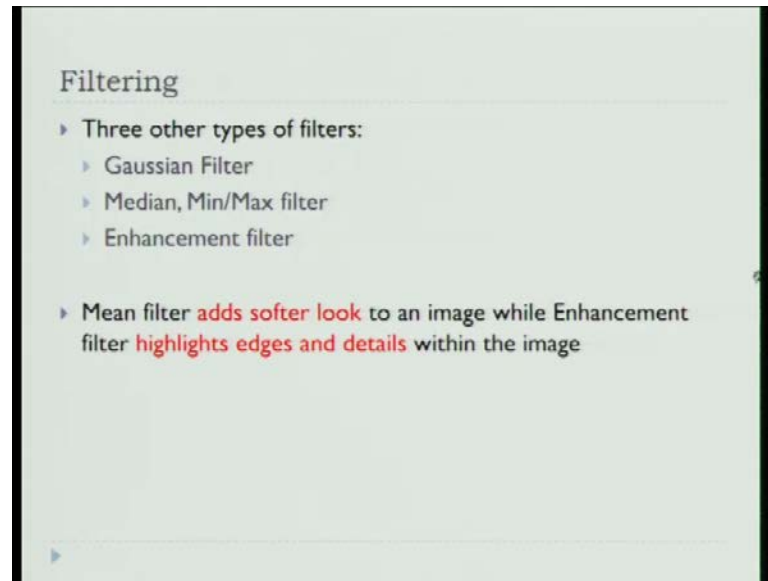 Filtering
Three other types of filters:
Gaussian Filter
Median, Min/Max filter
Enhancement filter
Mean filter adds softer look to an image while Enhancement
filter highlights edges and details within the image